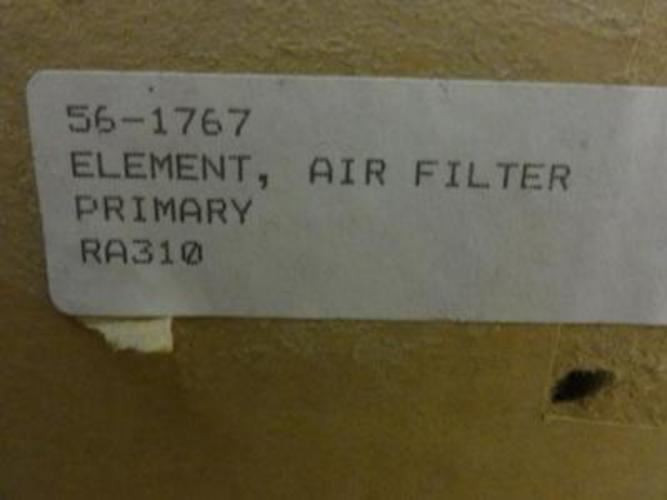 56-1767
ELEMENT, AIR FILTER
PRIMARY
RA310